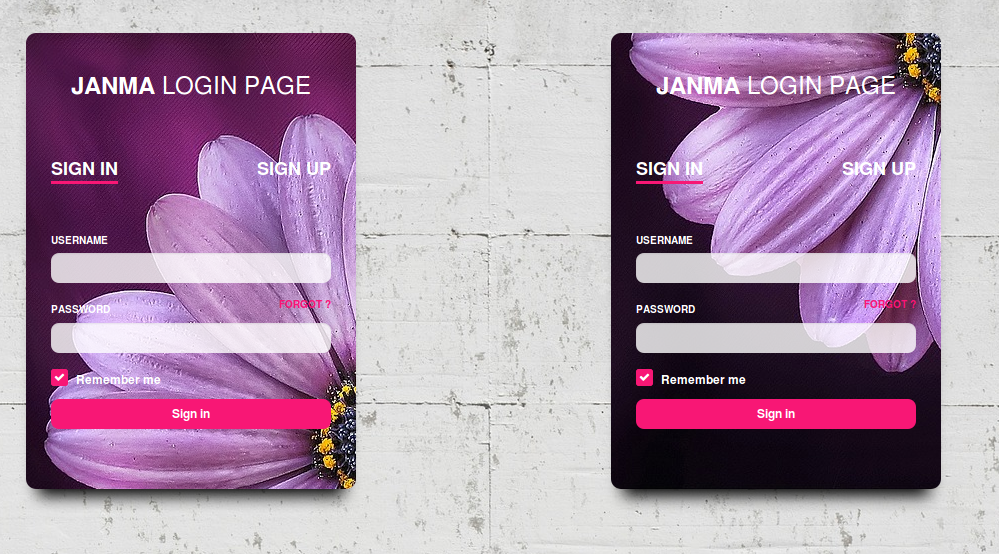 JANMA LOGIN PAGE
SIGN IN SIGN UP
USERNAME
FORGOT ?
PASSWORD
Remember me
Sign in
JANMA LOGIN PAGE
SIGN IN SIGN UP
USERNAME
FORGOT ?
PASSWORD
Remember me
Sign in